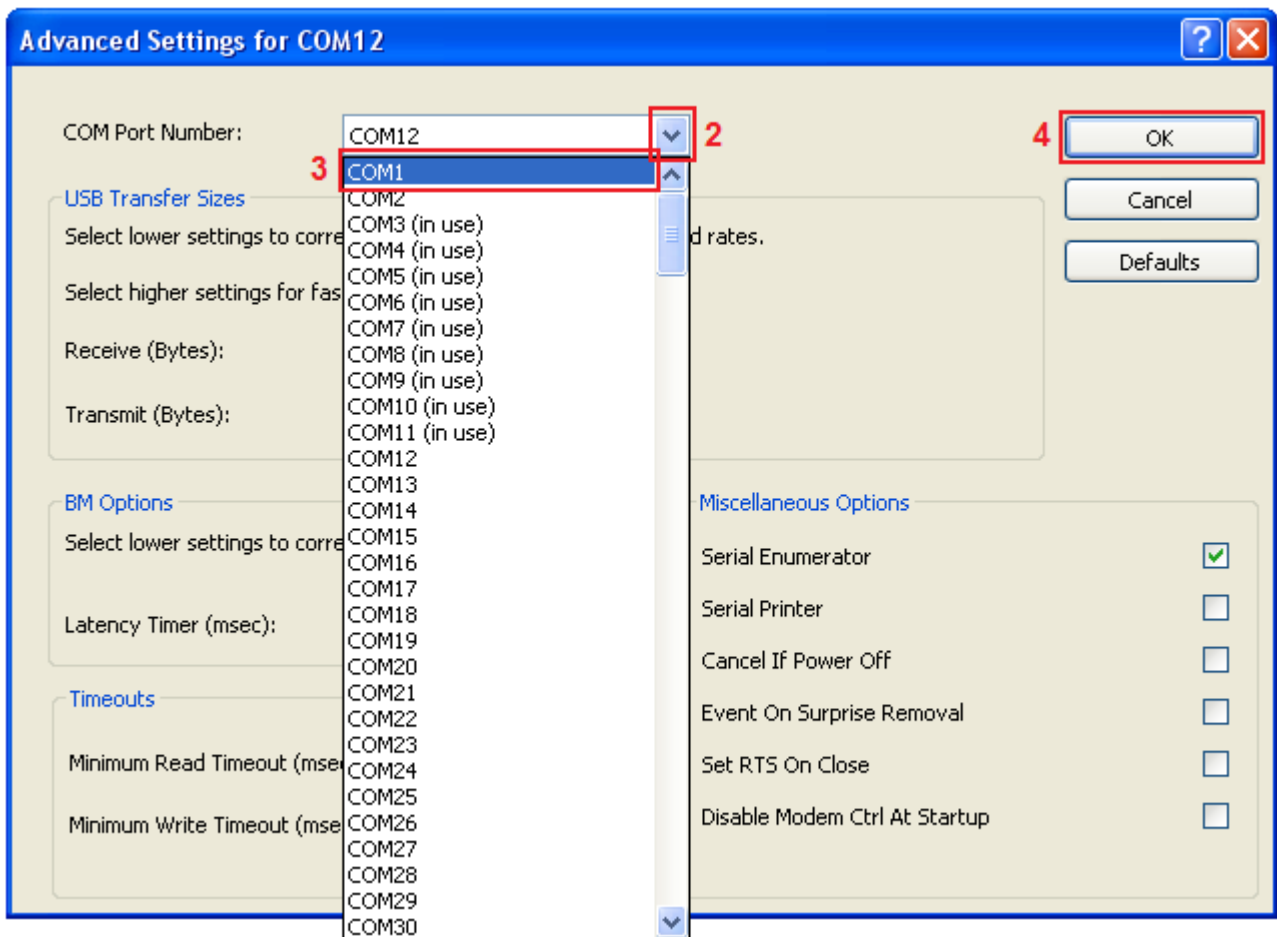 Advanced Settings for COM12
COM Port Number:
COM12
2
4
OK
3
COM1
Cancel
Defaults
USB Transfer Sizes
COM2
COM3 (in use)
Select lower settings to corre
d rates.
COM4 (in use)
COM5 (in use)
Select higher settings for fas
COM6 (in use)
COM7 (in use)
Receive (Bytes):
COM8 (in use)
COM9 (in use)
COM10 (in use)
Transmit (Bytes):
COM11 (in use)
COM12
COM13
BM Options
COM14
Select lower settings to corre
COM15
COM16
COM17
COM18
Latency Timer (msec):
COM19
COM20
COM21
Timeouts
COM22
COM23
Minimum Read Timeout (mse
COM24
COM25
Minimum Write Timeout (mse
COM26
COM27
COM28
COM29
COM30
Miscellaneous Options
Serial Enumerator
Serial Printer
Cancel If Power Off
Event On Surprise Removal
Set RTS On Close
Disable Modem Ctrl At Startup